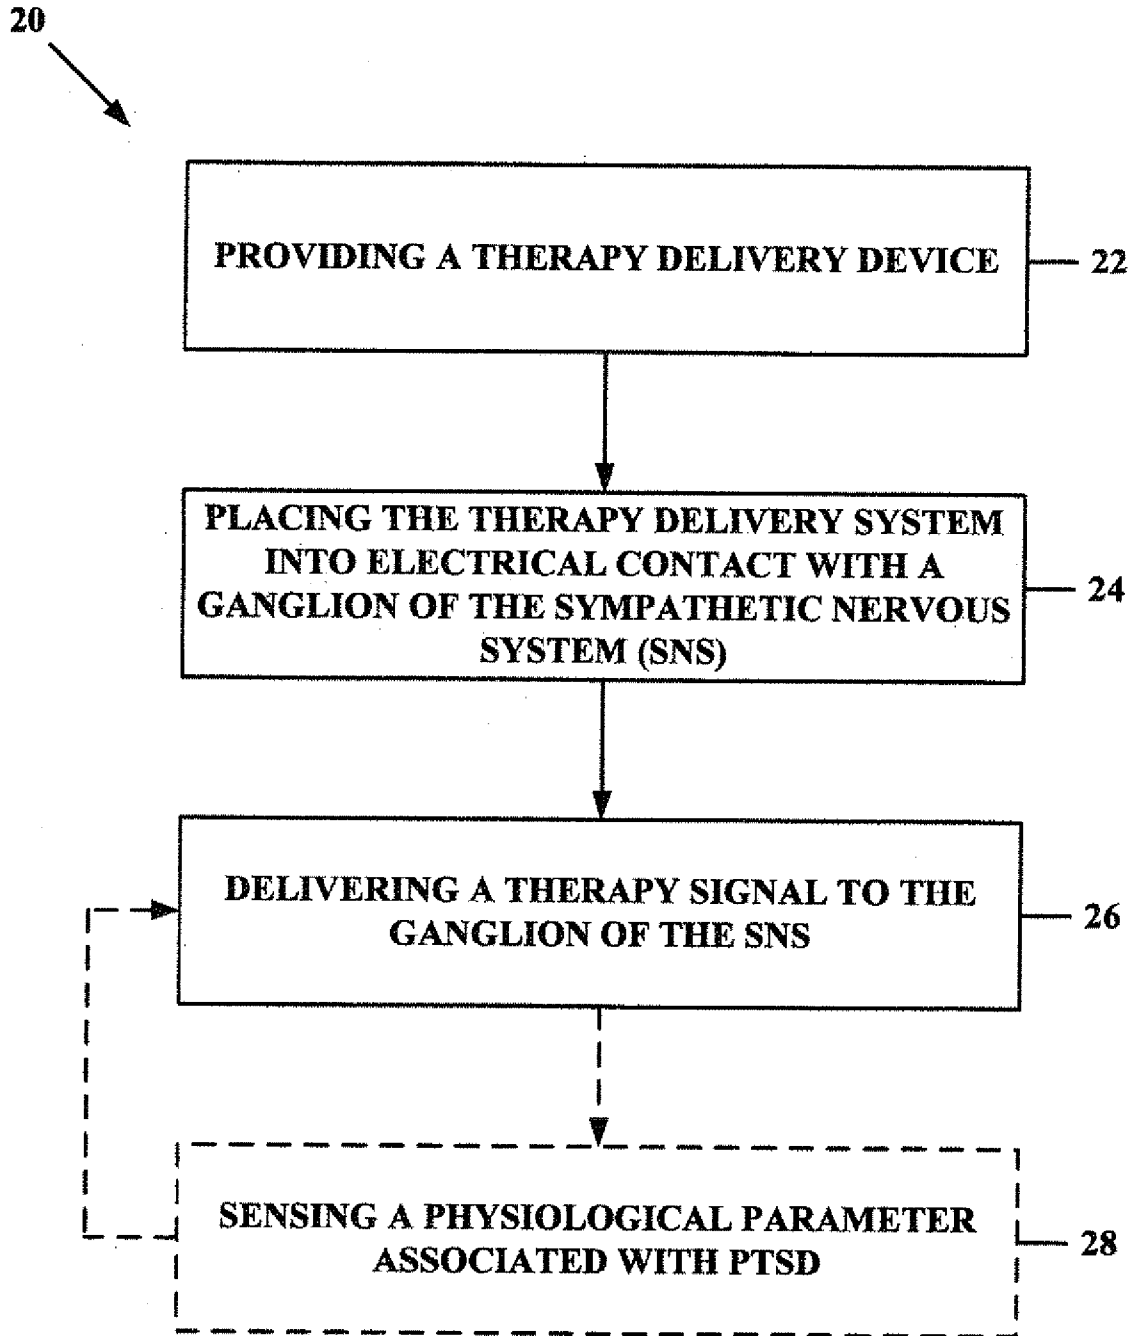 20
PROVIDING A THERAPY DELIVERY DEVICE
22
PLACING THE THERAPY DELIVERY SYSTEM
INTO ELECTRICAL CONTACT WITH A
GANGLION OF THE SYMPATHETIC NERVOUS
SYSTEM (SNS)
24
DELIVERING A THERAPY SIGNAL TO THE
GANGLION OF THE SNS
26
SENSING A PHYSIOLOGICAL PARAMETER
ASSOCIATED WITH PTSD
28